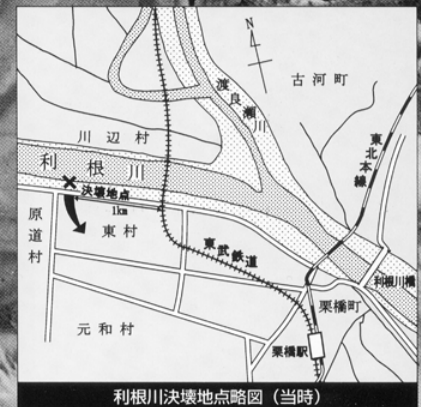 N
古河町
渡良瀬川
東北本線
川辺村
利根川
決壊地点
1km
原道村
東村
東武鉄道
利根川橋
栗橋町
元和村
栗橋駅
利根川決壊地点略図（当時）